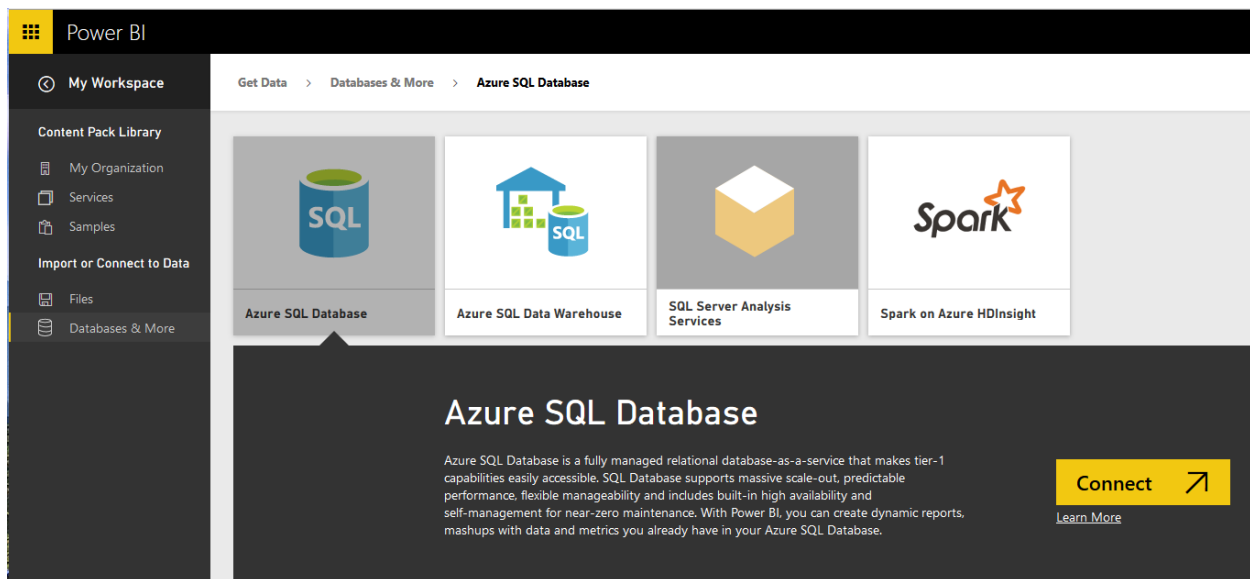 Power BI
My Workspace
Get Data > Databases & More > Azure SQL Database
Content Pack Library
My Organization
Services
Samples
Import or Connect to Data
Files
Databases & More
SQL
SQL
Spark
Azure SQL Database
Azure SQL Data Warehouse
SQL Server Analysis
Services
Spark on Azure HDInsight
Azure SQL Database
Azure SQL Database is a fully managed relational database-as-a-service that makes tier-1
capabilities easily accessible. SQL Database supports massive scale-out, predictable
performance, flexible manageability and includes built-in high availability and
self-management for near-zero maintenance. With Power BI, you can create dynamic reports,
mashups with data and metrics you already have in your Azure SQL Database.
Connect
Learn More